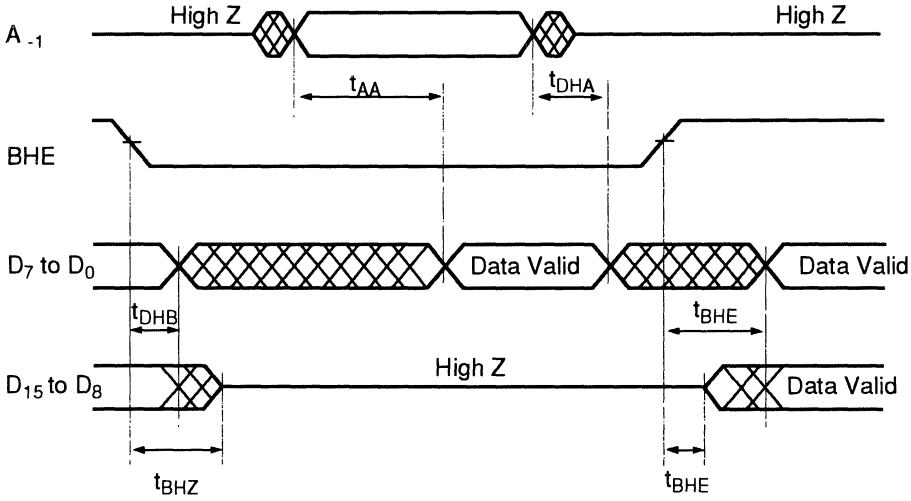 High Z
High Z
A -1
tAA
tDHA
BHE
D7 to D0
Data Valid
Data Valid
tDHB
tBHE
High Z
D15 to D8
Data Valid
tBHZ
tBHE